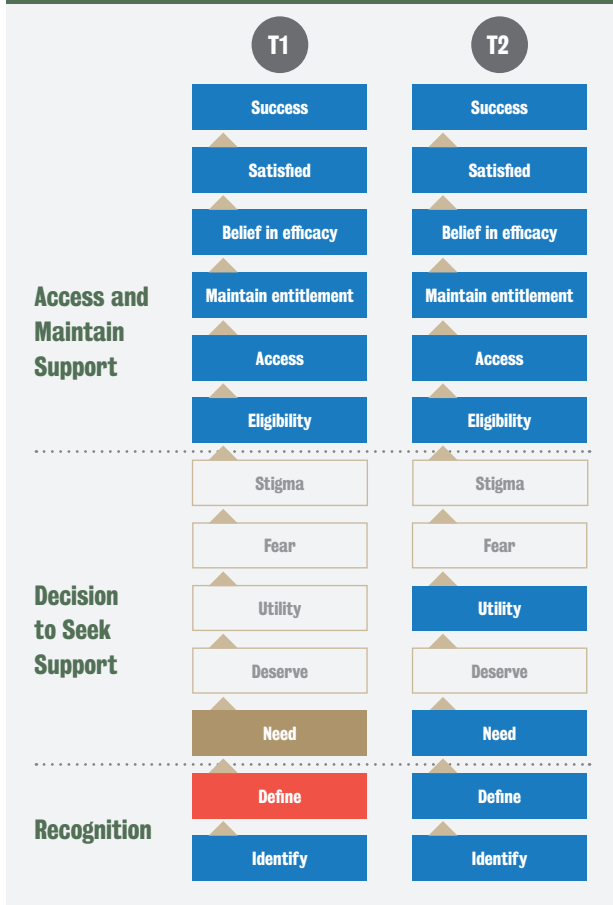 T1 T2
Success Success
Satisfied Satisfied
Belief in efficacy Belief in efficacy
Access and
Maintain
Support
Maintain entitlement Maintain entitlement
Access Access
Eligibility Eligibility
Stigma Stigma
Fear Fear
Decision
to Seek
Support
Utility Utility
Deserve Deserve
Need Need
Recognition
Define Define
Identify Identify